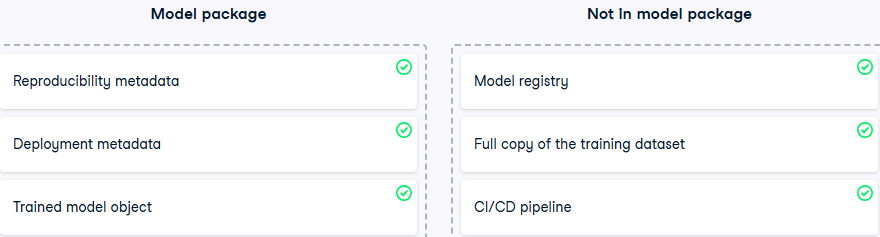 Model package
Not in model package
Reproducibility metadata
Model registry
Deployment metadata
Full copy of the training dataset
Trained model object
CI/CD pipeline